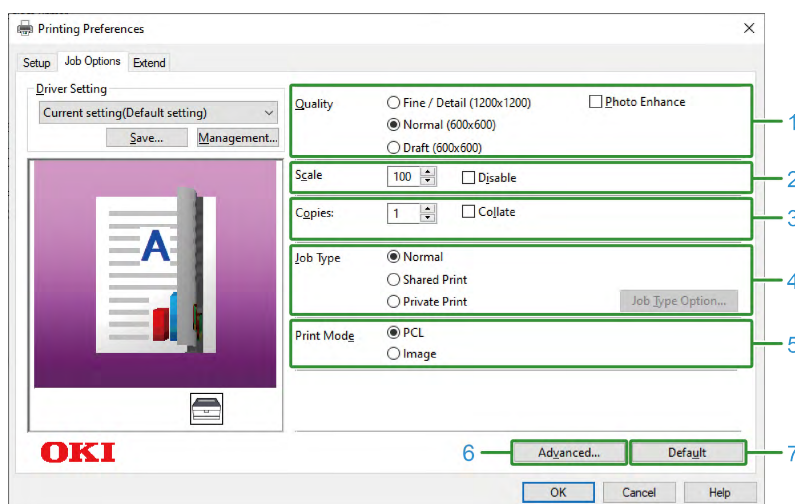 Printing Preferences
Setup Job Options Extend
Driver Setting
Current setting(Default setting)
Save... Management...
A
OKI
Quality Fine / Detail (1200x1200) Photo Enhance
Normal (600x600)
Draft (600x600)
1
Scale 100 Disable
2
Copies: 1 Collate
3
Job Type Normal
Shared Print
Private Print Job Type Option...
4
Print Mode PCL
Image
5
6 Advanced... Default 7
OK Cancel Help